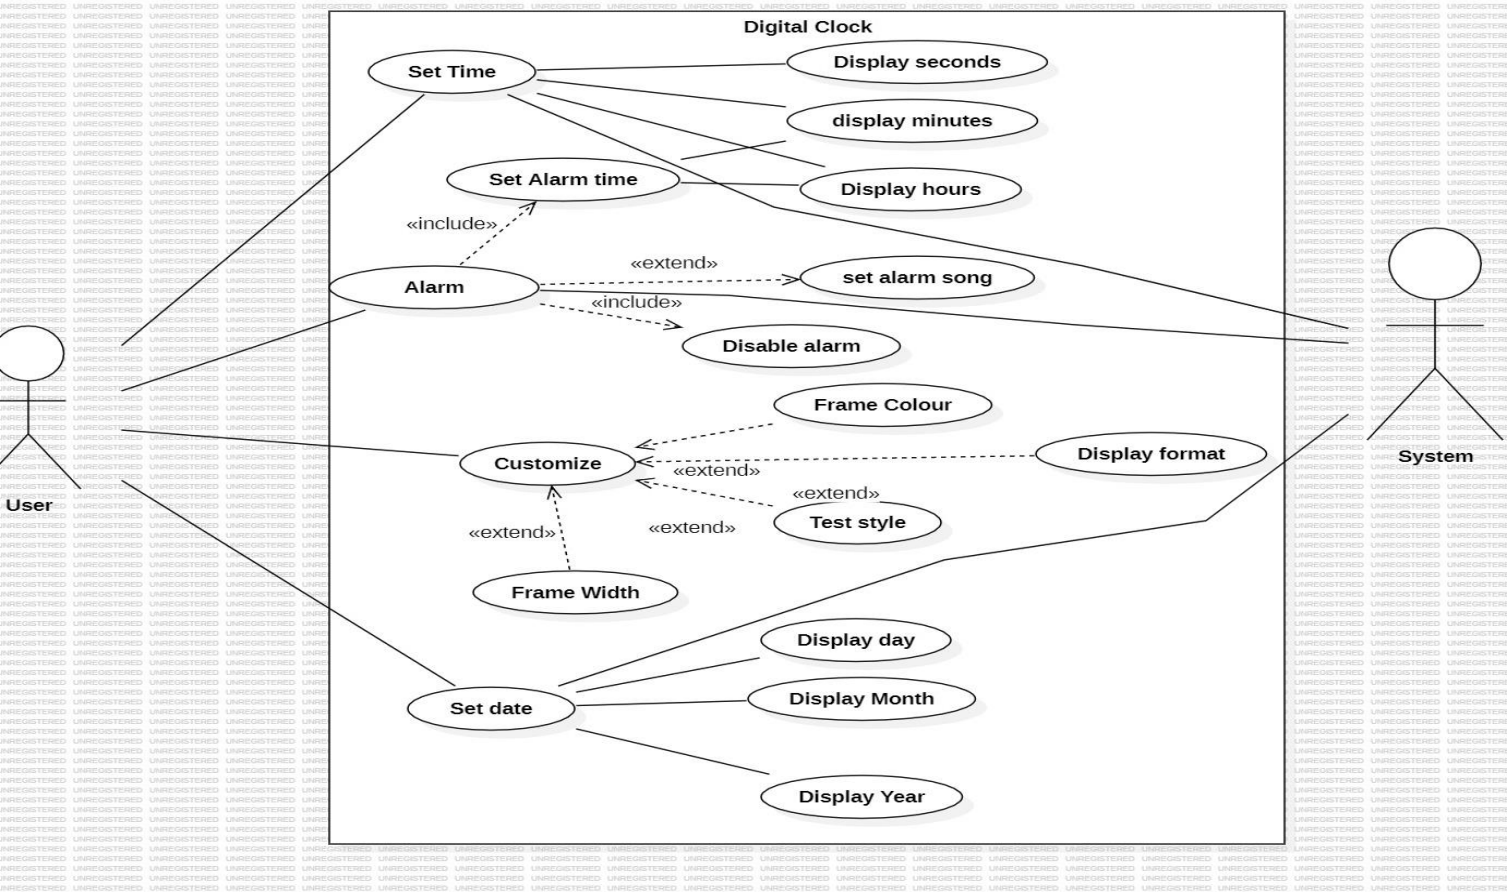 Digital Clock
Set Time
Display seconds
display minutes
Set Alarm time
Display hours
«include»
«extend»
set alarm song
Alarm
«include»
Disable alarm
Frame Colour
Customize
Display format
«extend»
«extend»
Test style
«extend»
«extend»
Frame Width
User
System
Display day
Set date
Display Month
Display Year
UNREGISTERED